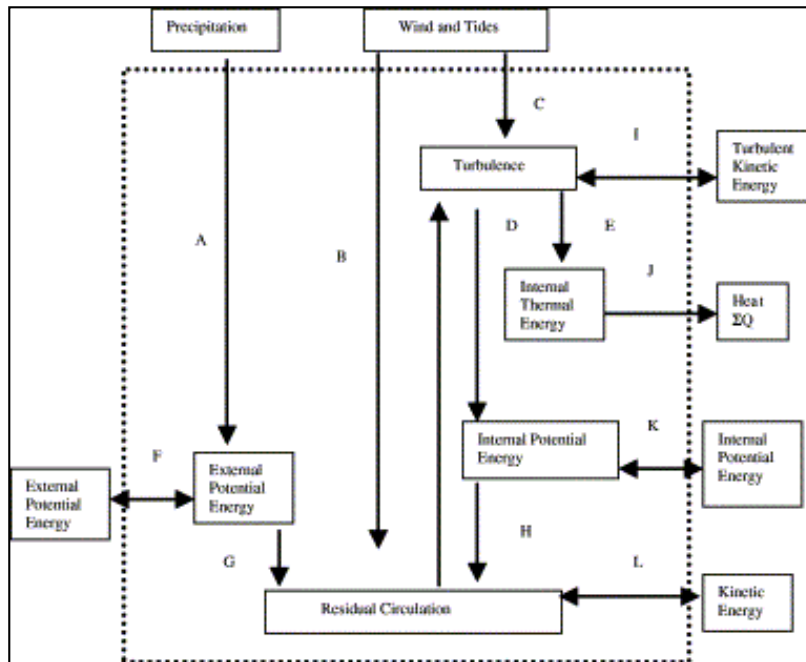 Precipitation
Wind and Tides
C
I
Turbulence
Turbulent
Kinetic
Energy
A
B
D
E
J
Internal
Thermal
Energy
Heat
ΣQ
Internal Potential
Energy
K
Internal
Potential
Energy
F
External
Potential
Energy
External
Potential
Energy
G
H
L
Residual Circulation
Kinetic
Energy